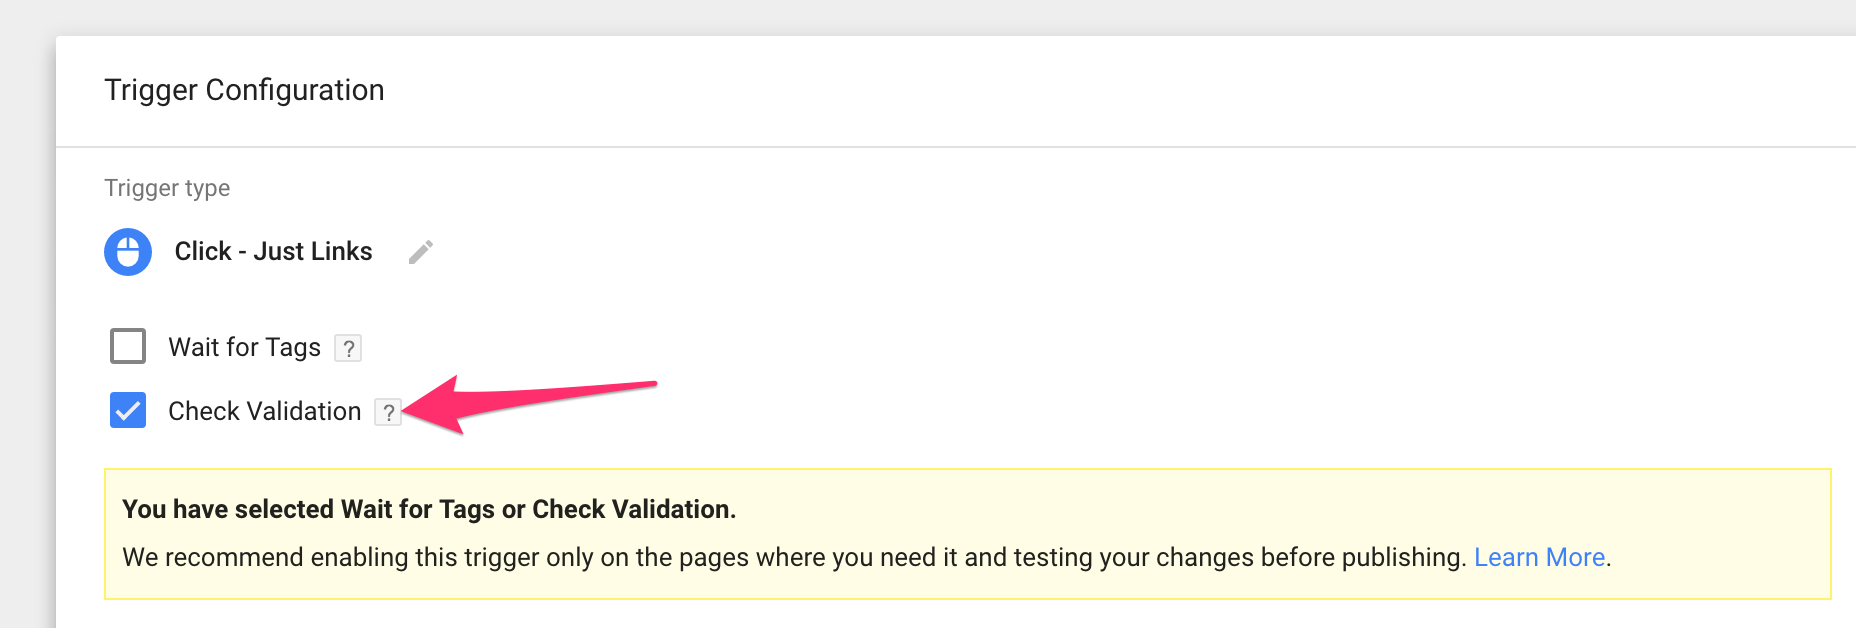 Trigger Configuration
Trigger type
Click - Just Links
Wait for Tags ?
Check Validation ?
You have selected Wait for Tags or Check Validation.
We recommend enabling this trigger only on the pages where you need it and testing your changes before publishing. Learn More.